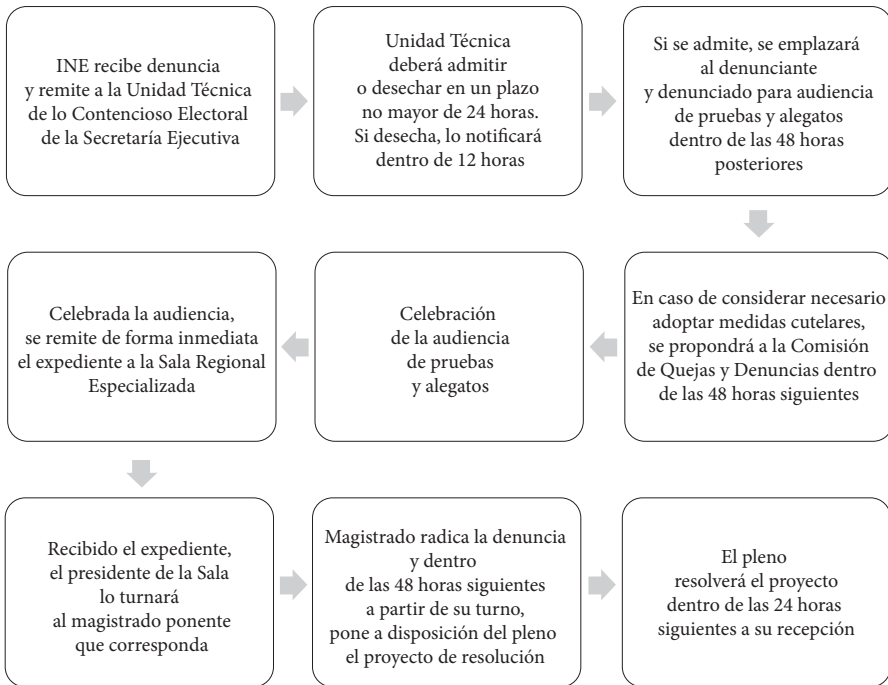 INE recibe denuncia
y remite a la Unidad Técnica
de lo Contencioso Electoral
de la Secretaría Ejecutiva
Unidad Técnica
deberá admitir
o desechar en un plazo
no mayor de 24 horas.
Si desecha, lo notificará
dentro de 12 horas
Si se admite, se emplazará
al denunciante
y denunciado para audiencia
de pruebas y alegatos
dentro de las 48 horas
posteriores
En caso de considerar necesario
adoptar medidas cutelares,
se propondrá a la Comisión
de Quejas y Denuncias dentro
de las 48 horas siguientes
Celebración
de la audiencia
de pruebas
y alegatos
Celebrada la audiencia,
se remite de forma inmediata
el expediente a la Sala Regional
Especializada
Recibido el expediente,
el presidente de la Sala
lo turnará
al magistrado ponente
que corresponda
Magistrado radica la denuncia
y dentro
de las 48 horas siguientes
a partir de su turno,
pone a disposición del pleno
el proyecto de resolución
El pleno
resolverá el proyecto
dentro de las 24 horas
siguientes a su recepción